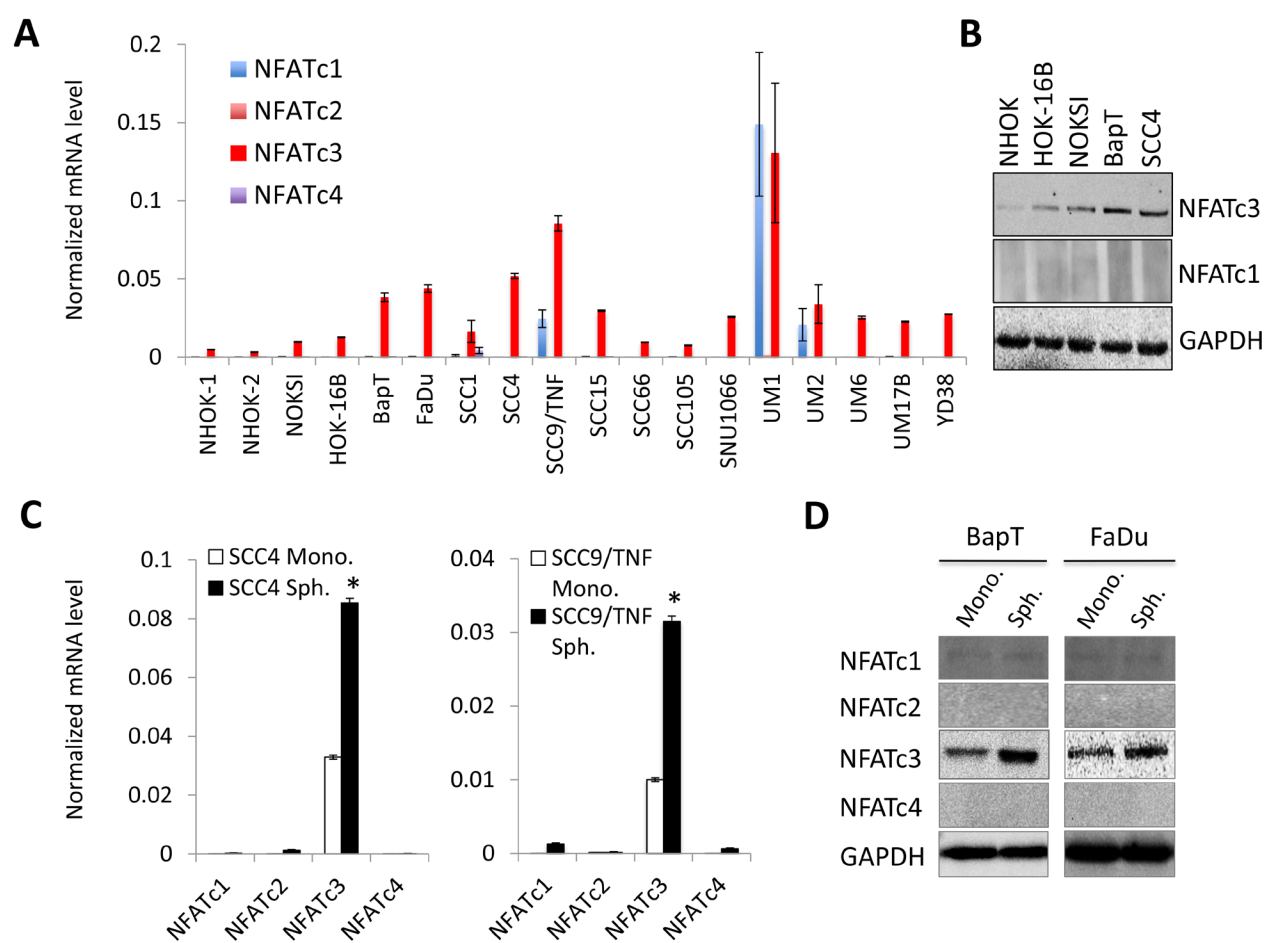 A
Normalized mRNA level
0.2
0.15
0.1
0.05
0
NFATc1
NFATc2
NFATc3
NFATc4
NHOK-1
NHOK-2
NOKSI
HOK-16B
BapT
FaDu
SCC1
SCC4
SCC9/TNF
SCC15
SCC66
SCC105
SNU1066
UM1
UM2
UM6
UM17B
YD38
B
NHOK
HOK-16B
NOKSI
BapT
SCC4
NFATc3
NFATc1
GAPDH
C
Normalized mRNA level
0.1
0.08
0.06
0.04
0.02
0
SCC4 Mono.
SCC4 Sph.
*
NFATc1
NFATc2
NFATc3
NFATc4
0.04
0.03
0.02
0.01
0
SCC9/TNF
Mono.
SCC9/TNF
Sph.
*
NFATc1
NFATc2
NFATc3
NFATc4
D
BapT
FaDu
Mono.
Sph.
Mono.
Sph.
NFATc1
NFATc2
NFATc3
NFATc4
GAPDH